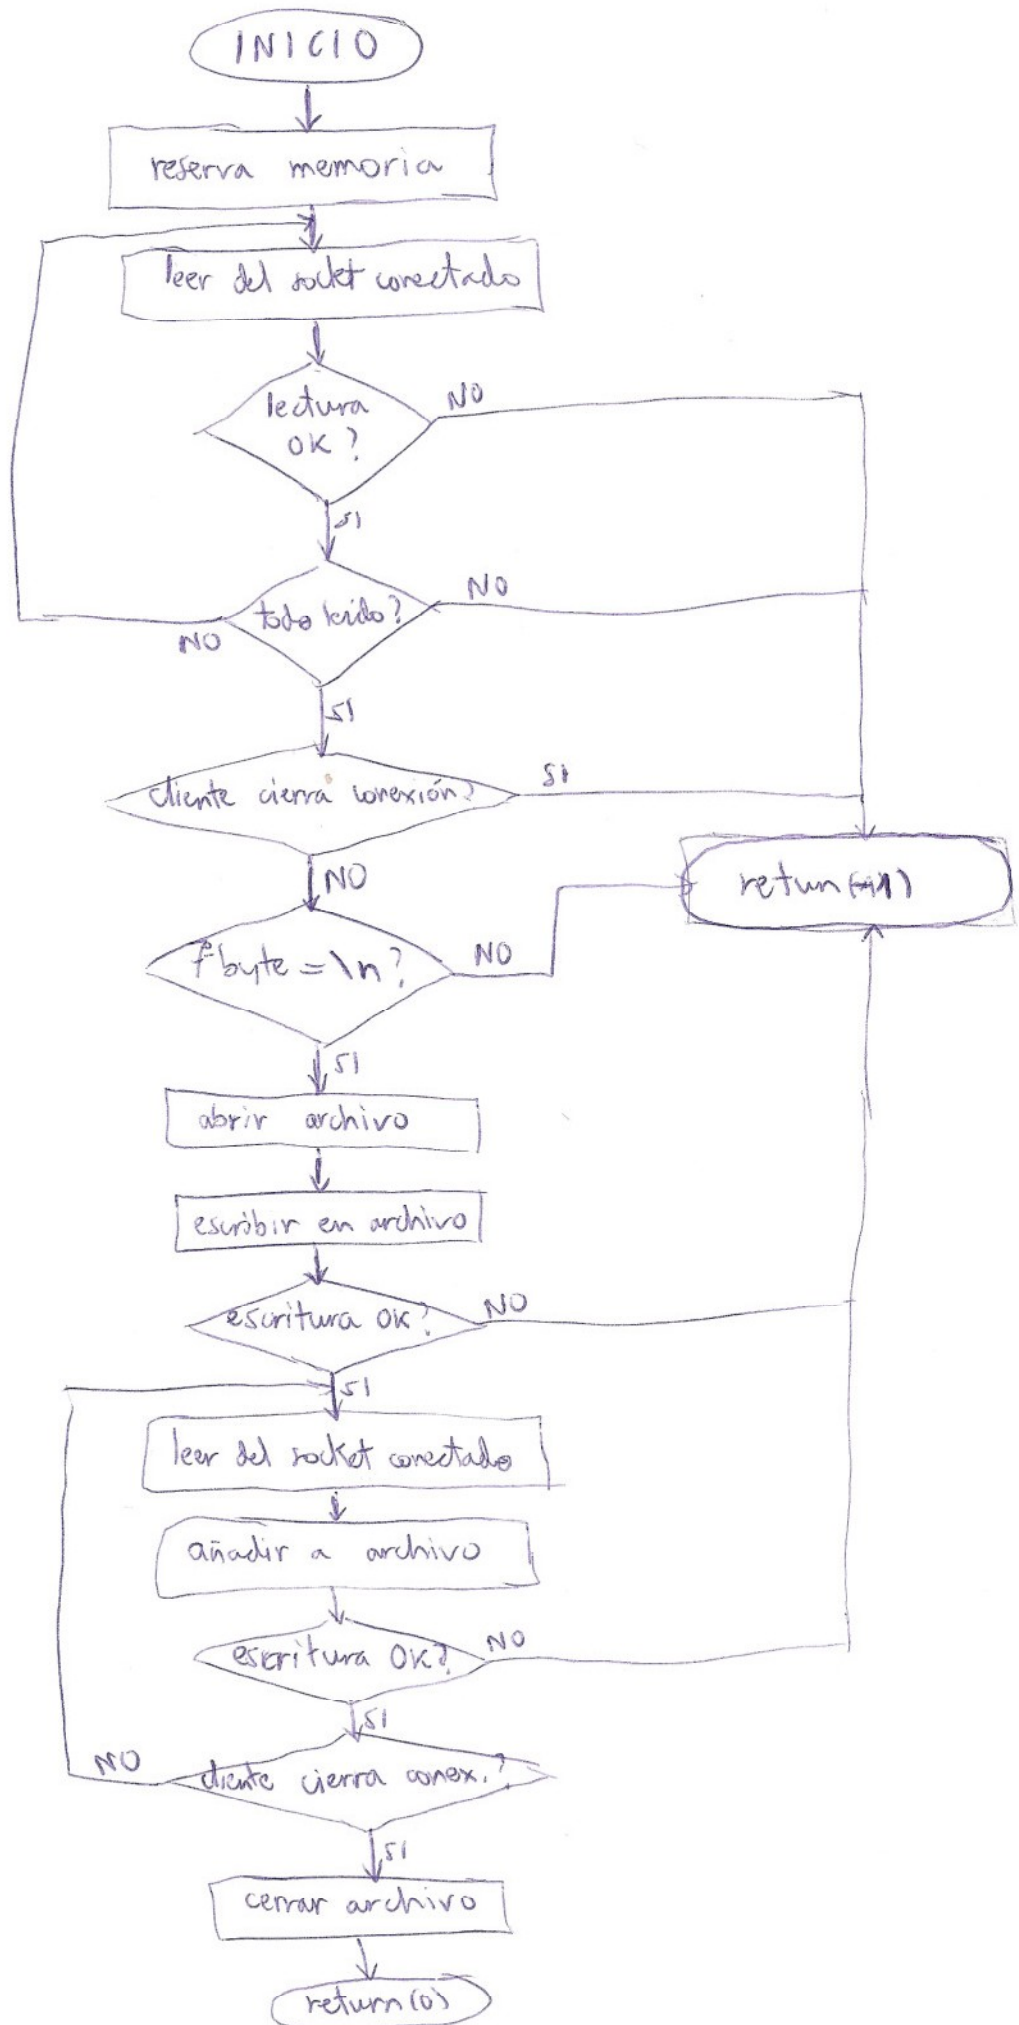 INICIO
reserva memoria
leer del socket conectado
lectura
OK?
NO
SI
todo leido?
NO
NO
SI
cliente cierra conexión?
SI
NO
byte = \n?
NO
retun
SI
abrir archivo
escribir en archivo
escritura OK?
NO
SI
leer del socket conectado
añadir a archivo
escritura OK?
NO
SI
cliente cierra conex.?
NO
SI
cerrar archivo
return(0)